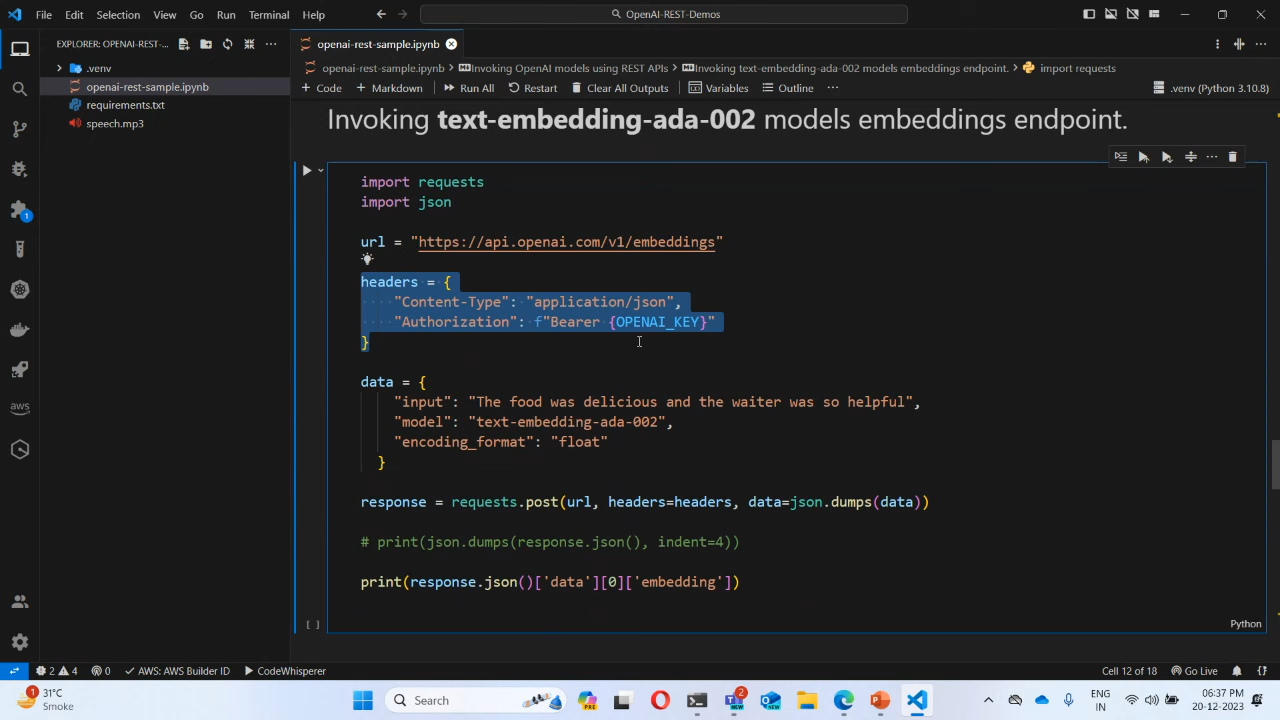 File Edit Selection View Go Run Terminal Help
OpenAI-REST-Demos
EXPLORER: OPENAI-REST-...
openai-rest-sample.ipynb
.venv
openai-rest-sample.ipynb
requirements.txt
speech.mp3
openai-rest-sample.ipynb > Invoking OpenAI models using REST APIs > Invoking text-embedding-ada-002 models embeddings endpoint. > import requests
+ Code + Markdown Run All Restart Clear All Outputs Variables Outline ... .venv (Python 3.10.8)
Invoking text-embedding-ada-002 models embeddings endpoint.
import requests
import json
url = "https://api.openai.com/v1/embeddings"
headers = {
"Content-Type": "application/json",
"Authorization": f"Bearer {OPENAI_KEY}"
}
data = {
"input": "The food was delicious and the waiter was so helpful",
"model": "text-embedding-ada-002",
"encoding_format": "float"
}
response = requests.post(url, headers=headers, data=json.dumps(data))
# print(json.dumps(response.json(), indent=4))
print(response.json()['data'][0]['embedding'])
[ ] Python
1
aws
2 4 0 AWS: AWS Builder ID CodeWhisperer Cell 12 of 18 Go Live
1 31°C
Smoke
Search
PRE
2
NEW
NEW
ENG
IN
06:37 PM
20-12-2023